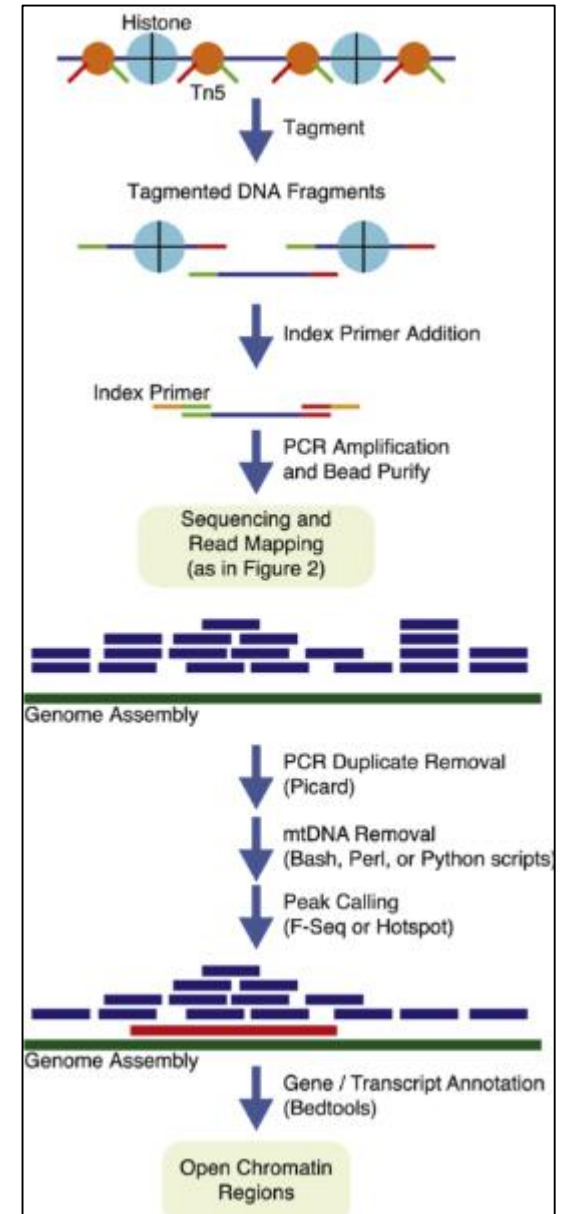 Histone
Tn5
Tagment
Tagmented DNA Fragments
Index Primer Addition
Index Primer
PCR Amplification
and Bead Purify
Sequencing and
Read Mapping
(as in Figure 2)
Genome Assembly
PCR Duplicate Removal
(Picard)
mtDNA Removal
(Bash, Perl, or Python scripts)
Peak Calling
(F-Seq or Hotspot)
Genome Assembly
Gene / Transcript Annotation
(Bedtools)
Open Chromatin
Regions